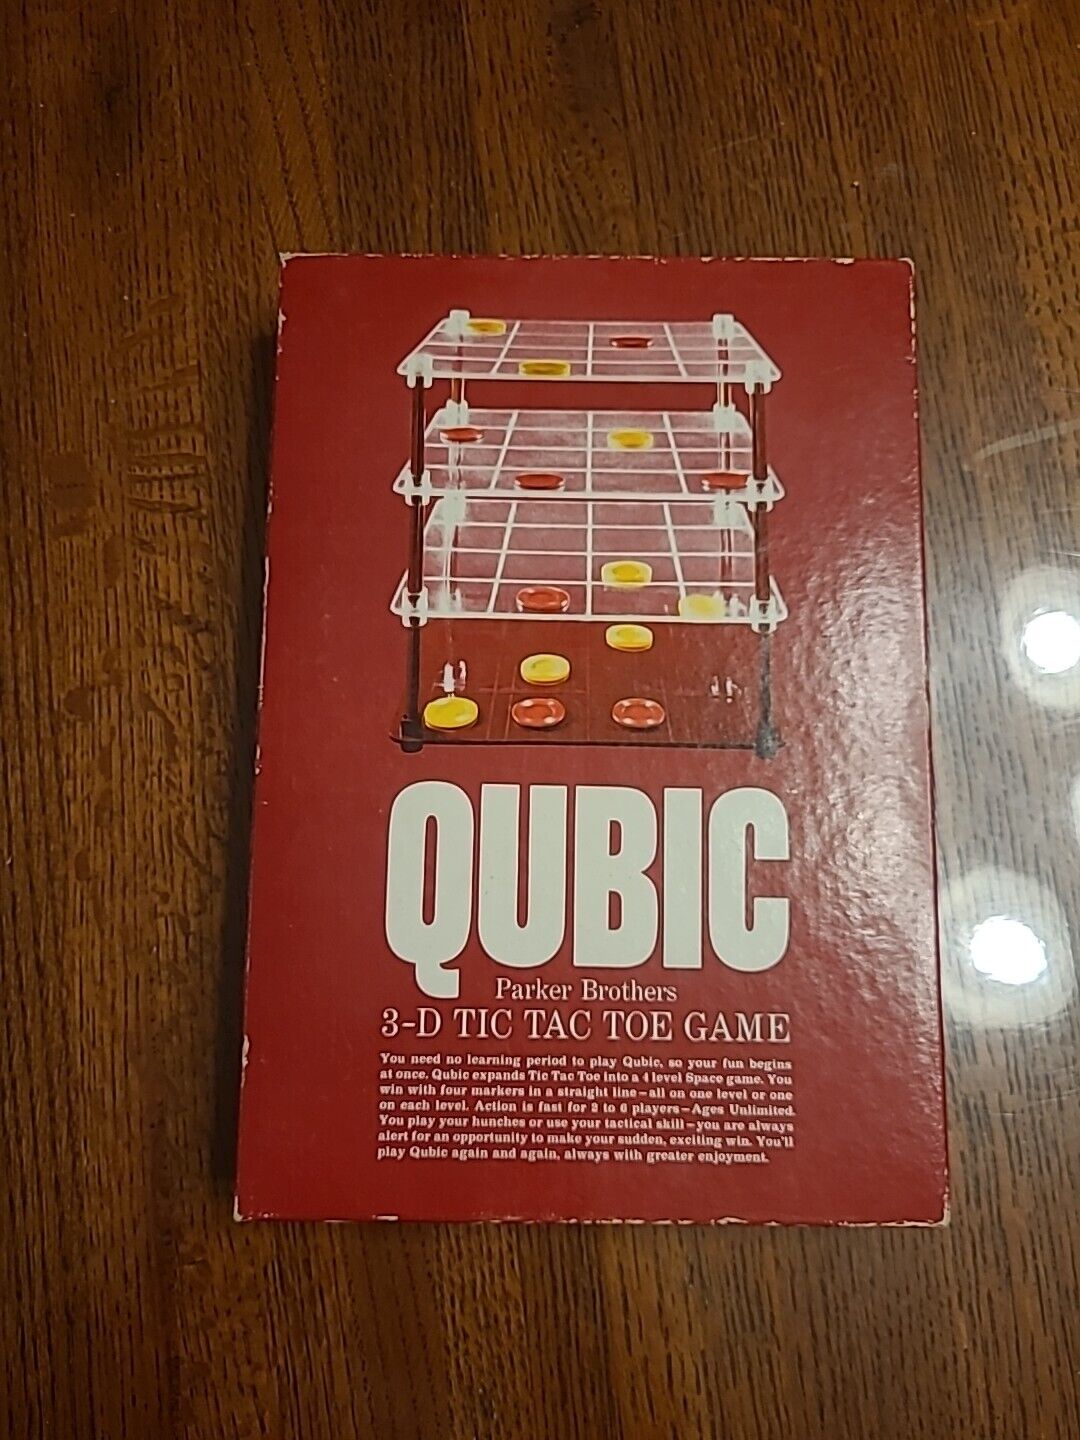 QUBIC
Parker Brothers
3-D TIC TAC TOE GAME
You need no learning period to play Qubic, so your fun begins
at once. Qubic expands Tic Tac Toe into a 4 level Space game. You
win with four markers in a straight line—all on one level or one
on each level. Action is fast for 2 to 6 players—Ages Unlimited.
You play your hunches or use your tactical skill—you are always
alert for an opportunity to make your sudden, exciting win. You'll
play Qubic again and again, always with greater enjoyment.